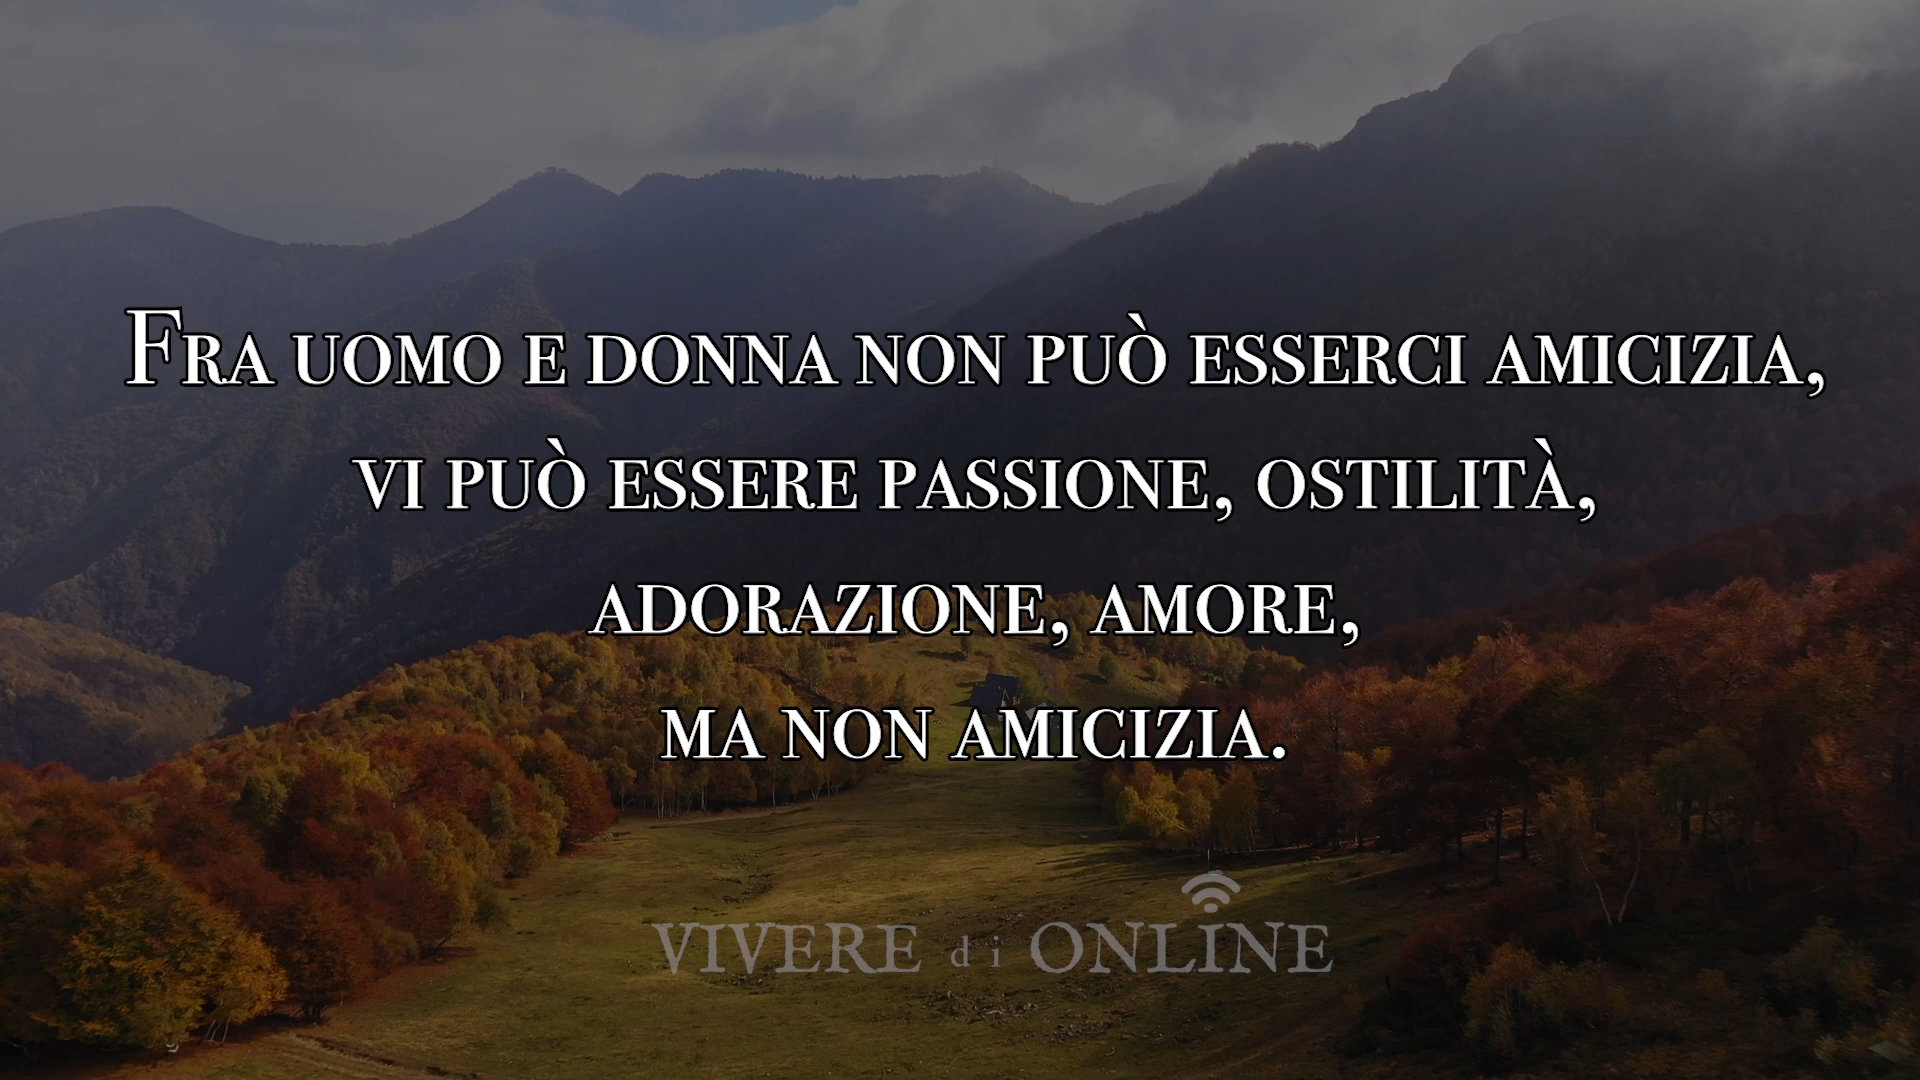 Fra uomo e donna non può esserci amicizia,
vi può essere passione, ostilità,
adorazione, amore,
ma non amicizia.
VIVERE di ONLINE